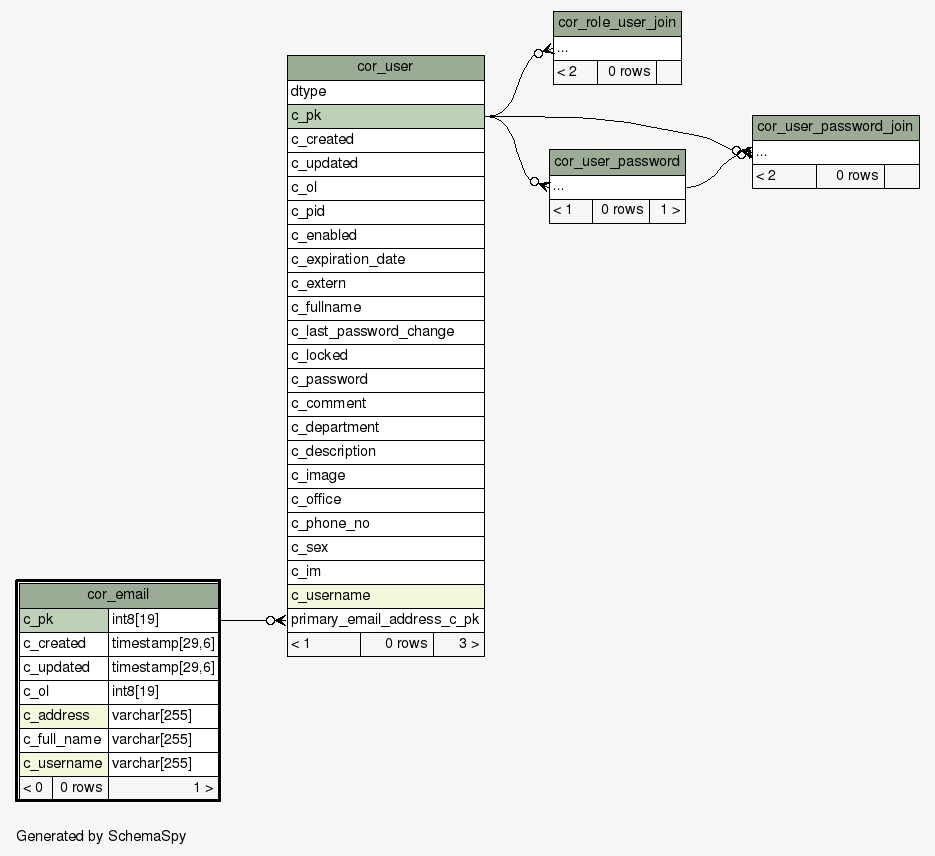 cor_role_user_join
...
< 2 0 rows
cor_user
dtype
c_pk
c_created
c_updated
c_ol
c_pid
c_enabled
c_expiration_date
c_extern
c_fullname
c_last_password_change
c_locked
c_password
c_comment
c_department
c_description
c_image
c_office
c_phone_no
c_sex
c_im
c_username
primary_email_address_c_pk
< 1 0 rows 3 >
cor_user_password_join
...
< 2 0 rows
cor_user_password
...
< 1 0 rows 1 >
cor_email
c_pk int8[19]
c_created timestamp[29,6]
c_updated timestamp[29,6]
c_ol int8[19]
c_address varchar[255]
c_full_name varchar[255]
c_username varchar[255]
< 0 0 rows 1 >
Generated by SchemaSpy